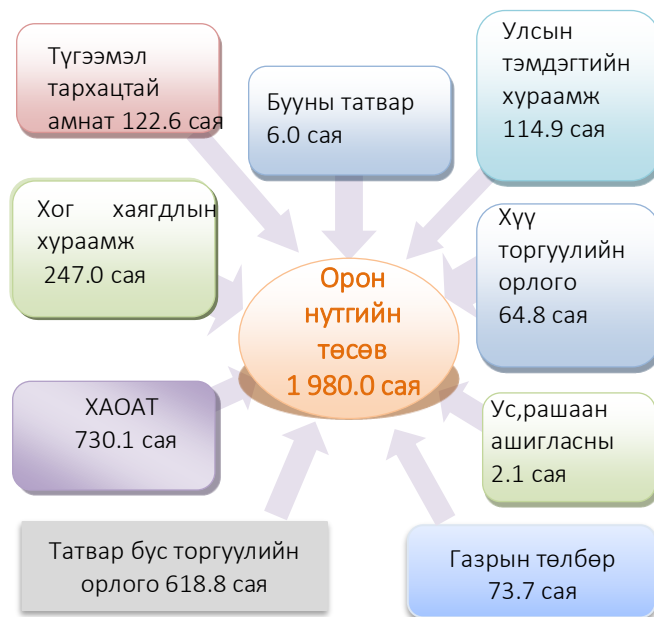 Түгээмэл
тархацтай
амнат 122.6 сая
Бууны татвар
6.0 сая
Улсын
тэмдэгтийн
хураамж
114.9 сая
Хог хаягдлын
хураамж
247.0 сая
Хүү
торгуулийн
орлого
64.8 сая
Орон
нутгийн
төсөв
1 980.0 сая
ХАОАТ
730.1 сая
Ус,рашаан
ашигласны
2.1 сая
Татвар бус торгуулийн
орлого 618.8 сая
Газрын төлбөр
73.7 сая